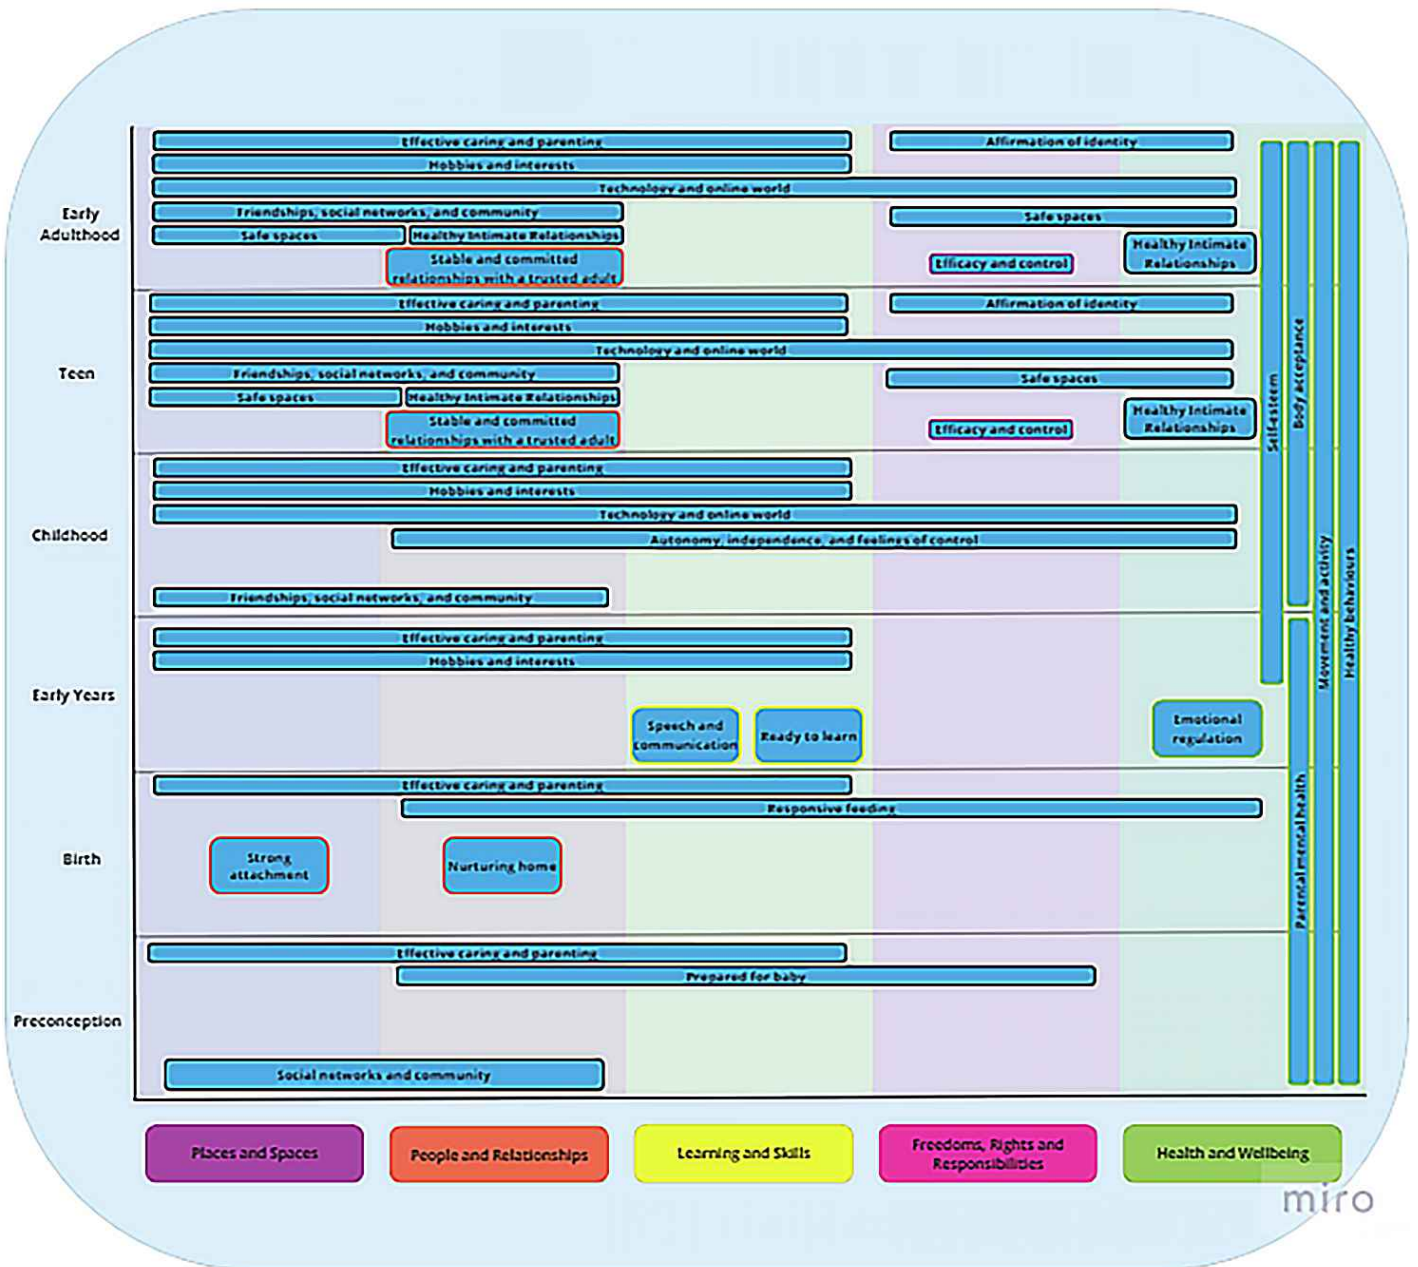 Effective caring and parenting
Affirmation of identity
Hobbies and interests
Technology and online world
Early
Adulthood
Friendships, social networks, and community
Safe spaces
Safe spaces
Healthy Intimate Relationships
Healthy Intimate
Relationships
Stable and committed
relationships with a trusted adult
Efficacy and control
Effective caring and parenting
Affirmation of identity
Hobbies and interests
Technology and online world
Teen
Friendships, social networks, and community
Safe spaces
Safe spaces
Healthy Intimate Relationships
Healthy Intimate
Relationships
Stable and committed
relationships with a trusted adult
Efficacy and control
Self-esteem
Body acceptance
Effective caring and parenting
Hobbies and interests
Technology and online world
Childhood
Autonomy, independence, and feelings of control
Friendships, social networks, and community
Movement and activity
Healthy behaviours
Effective caring and parenting
Hobbies and interests
Early Years
Speech and
communication
Ready to learn
Emotional
regulation
Effective caring and parenting
Responsive feeding
Birth
Strong
attachment
Nurturing home
Parental mental health
Effective caring and parenting
Prepared for baby
Preconception
Social networks and community
Places and Spaces
People and Relationships
Learning and Skills
Freedoms, Rights and
Responsibilities
Health and Wellbeing
miro